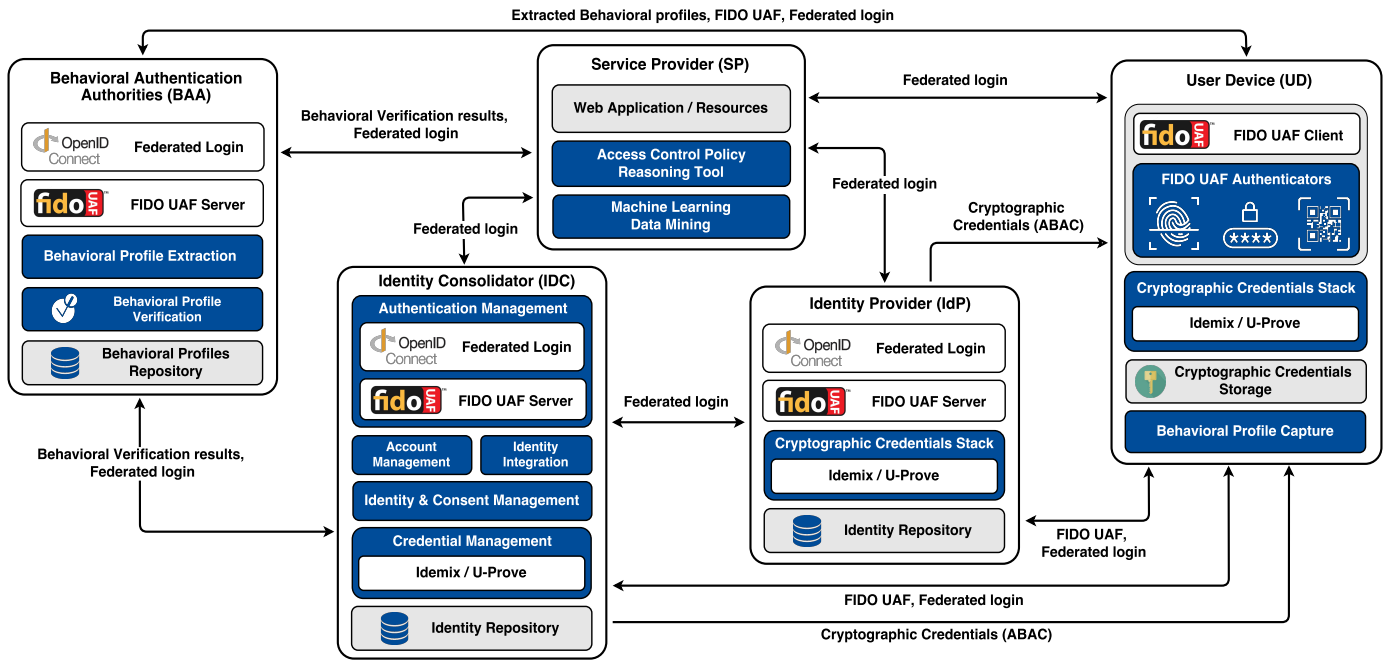 Extracted Behavioral profiles, FIDO UAF, Federated login
Behavioral Authentication
Authorities (BAA)
OpenID
Connect
Federated Login
fido
UAF
™
FIDO UAF Server
Behavioral Profile Extraction
Behavioral Profile
Verification
Behavioral Profiles
Repository
Behavioral Verification results,
Federated login
Service Provider (SP)
Web Application / Resources
Access Control Policy
Reasoning Tool
Machine Learning
Data Mining
Federated login
Federated login
Federated login
Cryptographic
Credentials (ABAC)
User Device (UD)
fido
UAF
™
FIDO UAF Client
FIDO UAF Authenticators
****
Cryptographic Credentials Stack
Idemix / U-Prove
Cryptographic Credentials
Storage
Behavioral Profile Capture
Identity Consolidator (IDC)
Authentication Management
OpenID
Connect
Federated Login
fido
UAF
™
FIDO UAF Server
Account
Management
Identity
Integration
Identity & Consent Management
Credential Management
Idemix / U-Prove
Identity Repository
Federated login
Identity Provider (IdP)
OpenID
Connect
Federated Login
fido
UAF
™
FIDO UAF Server
Cryptographic Credentials Stack
Idemix / U-Prove
Identity Repository
Behavioral Verification results,
Federated login
FIDO UAF,
Federated login
FIDO UAF, Federated login
Cryptographic Credentials (ABAC)